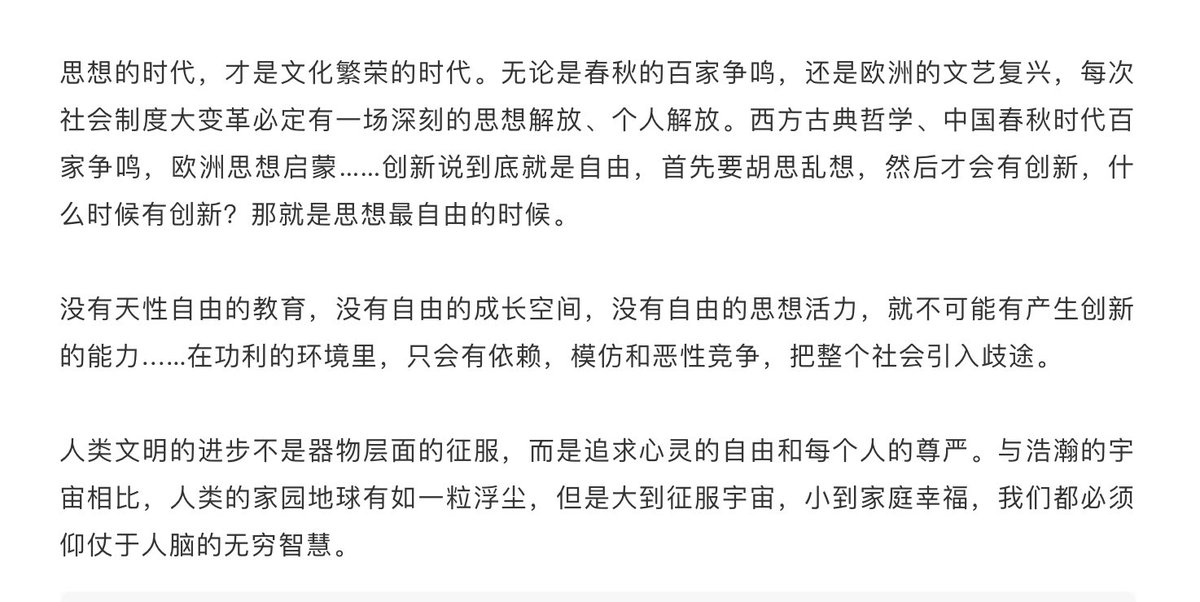 思想的时代，才是文化繁荣的时代。无论是春秋的百家争鸣，还是欧洲的文艺复兴，每次
社会制度大变革必定有一场深刻的思想解放、个人解放。西方古典哲学、中国春秋时代百
家争鸣，欧洲思想启蒙……创新说到底就是自由，首先要胡思乱想，然后才会有创新，什
么时候有创新？那就是思想最自由的时候。
没有天性自由的教育，没有自由的成长空间，没有自由的思想活力，就不可能有产生创新
的能力……在功利的环境里，只会有依赖，模仿和恶性竞争，把整个社会引入歧途。
人类文明的进步不是器物层面的征服，而是追求心灵的自由和每个人的尊严。与浩瀚的宇
宙相比，人类的家园地球有如一粒浮尘，但是大到征服宇宙，小到家庭幸福，我们都必须
仰仗于人脑的无穷智慧。